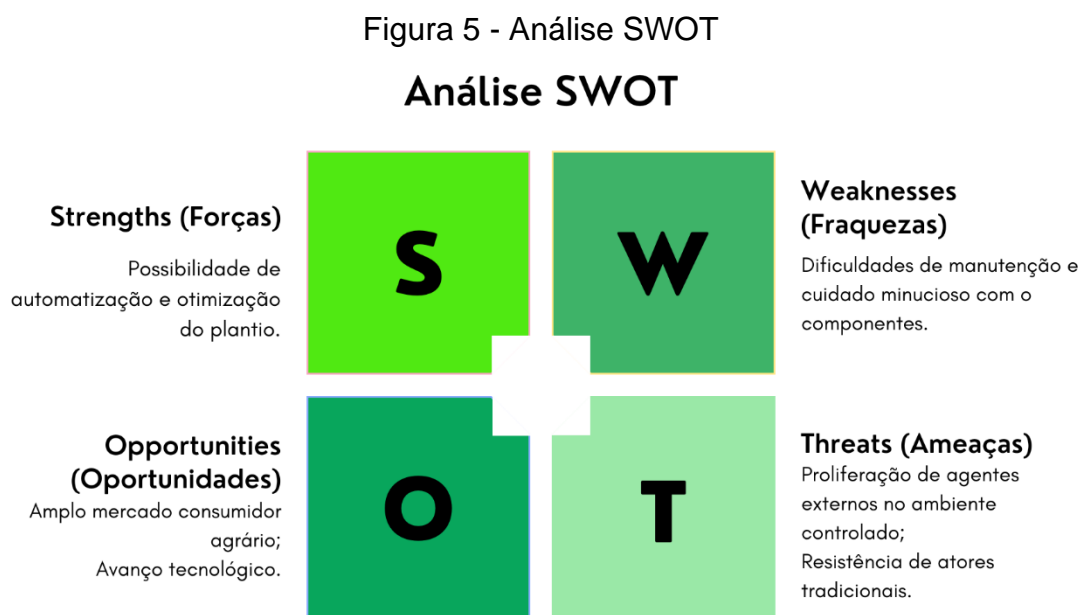 Figura 5 - Análise SWOT
Análise SWOT
Strengths (Forças)
Possibilidade de
automatização e otimização
do plantio.
S
W
Weaknesses
(Fraquezas)
Dificuldades de manutenção e
cuidado minucioso com o
componentes.
Opportunities
(Oportunidades)
Amplo mercado consumidor
agrário;
Avanço tecnológico.
O
T
Threats (Ameaças)
Proliferação de agentes
externos no ambiente
controlado;
Resistência de atores
tradicionais.